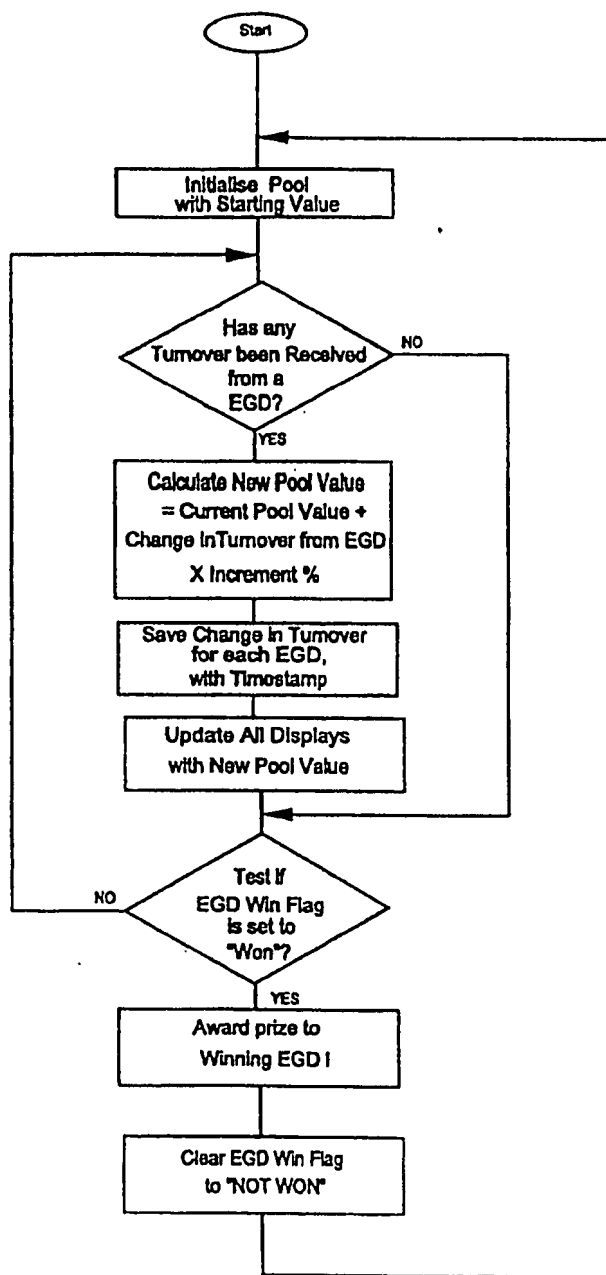 Start
Initialise Pool
with Starting Value
Has any
Turnover been Received
from a
EGD?
NO
YES
Calculate New Pool Value
= Current Pool Value +
Change InTurnover from EGD
X Increment %
Save Change in Turnover
for each EGD,
with Timestamp
Update All Displays
with New Pool Value
Test if
EGD Win Flag
is set to
"Won"?
NO
YES
Award prize to
Winning EGD !
Clear EGD Win Flag
to "NOT WON"